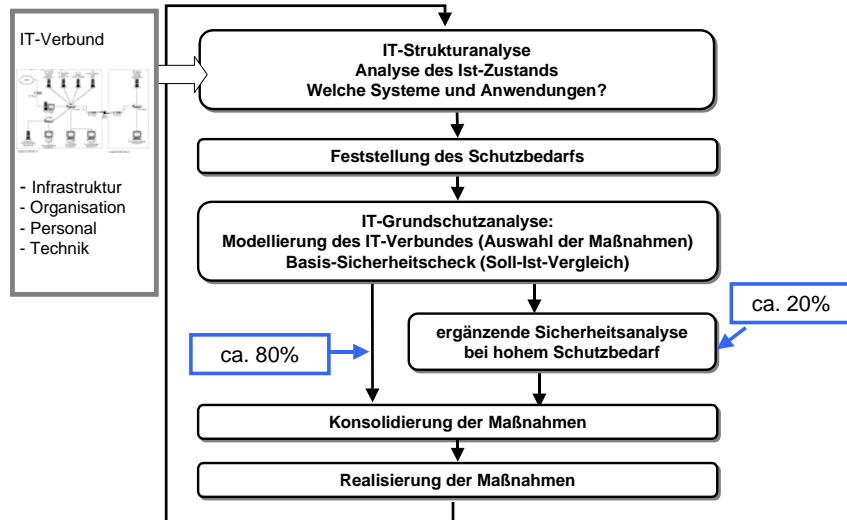 IT-Verbund
- Infrastruktur
- Organisation
- Personal
- Technik
IT-Strukturanalyse
Analyse des Ist-Zustands
Welche Systeme und Anwendungen?
Feststellung des Schutzbedarfs
IT-Grundschutzanalyse:
Modellierung des IT-Verbundes (Auswahl der Maßnahmen)
Basis-Sicherheitscheck (Soll-Ist-Vergleich)
ca. 80%
ergänzende Sicherheitsanalyse
bei hohem Schutzbedarf
ca. 20%
Konsolidierung der Maßnahmen
Realisierung der Maßnahmen